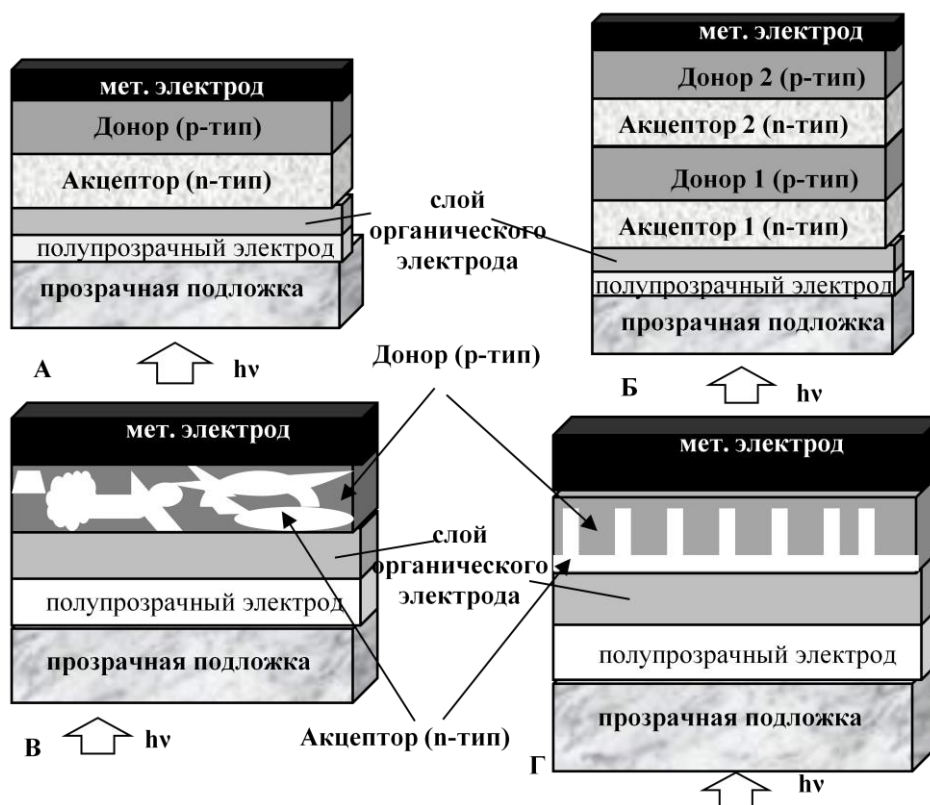 мет. электрод
Донор (р-тип)
Акцептор (n-тип)
полупрозрачный электрод
прозрачная подложка
А
hν
слой
органического
электрода
мет. электрод
Донор 2 (р-тип)
Акцептор 2 (n-тип)
Донор 1 (р-тип)
Акцептор 1 (n-тип)
полупрозрачный электрод
прозрачная подложка
Б
hν
Донор (р-тип)
мет. электрод
слой
органического
электрода
полупрозрачный электрод
прозрачная подложка
В
hν
Акцептор (n-тип)
мет. электрод
полупрозрачный электрод
прозрачная подложка
Г
hν